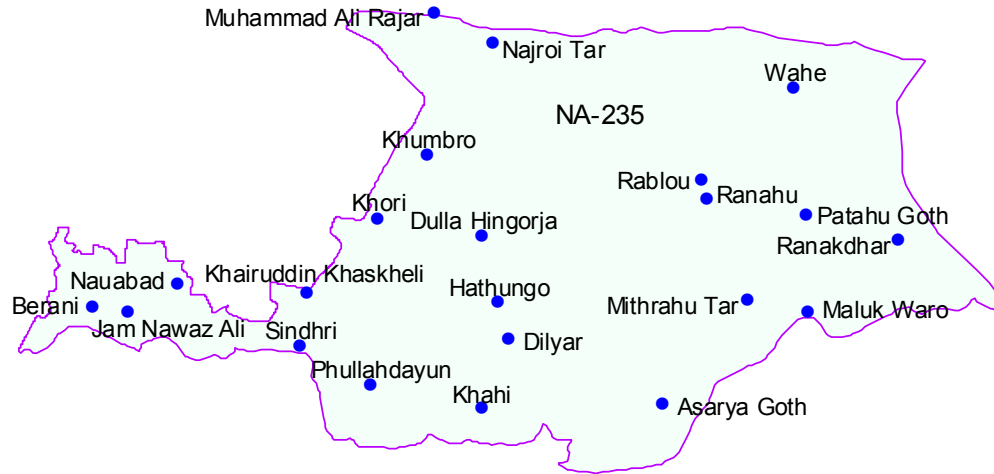 Muhammad Ali Rajar
Najroi Tar
Wahe
NA-235
Khumbro
Rablou
Ranahu
Khori
Patahu Goth
Dulla Hingorja
Ranakdhar
Nauabad
Khairuddin Khaskheli
Hathungo
Berani
Mithrahu Tar
Maluk Waro
Jam Nawaz Ali
Sindhri
Dilyar
Phullahdayun
Khahi
Asarya Goth